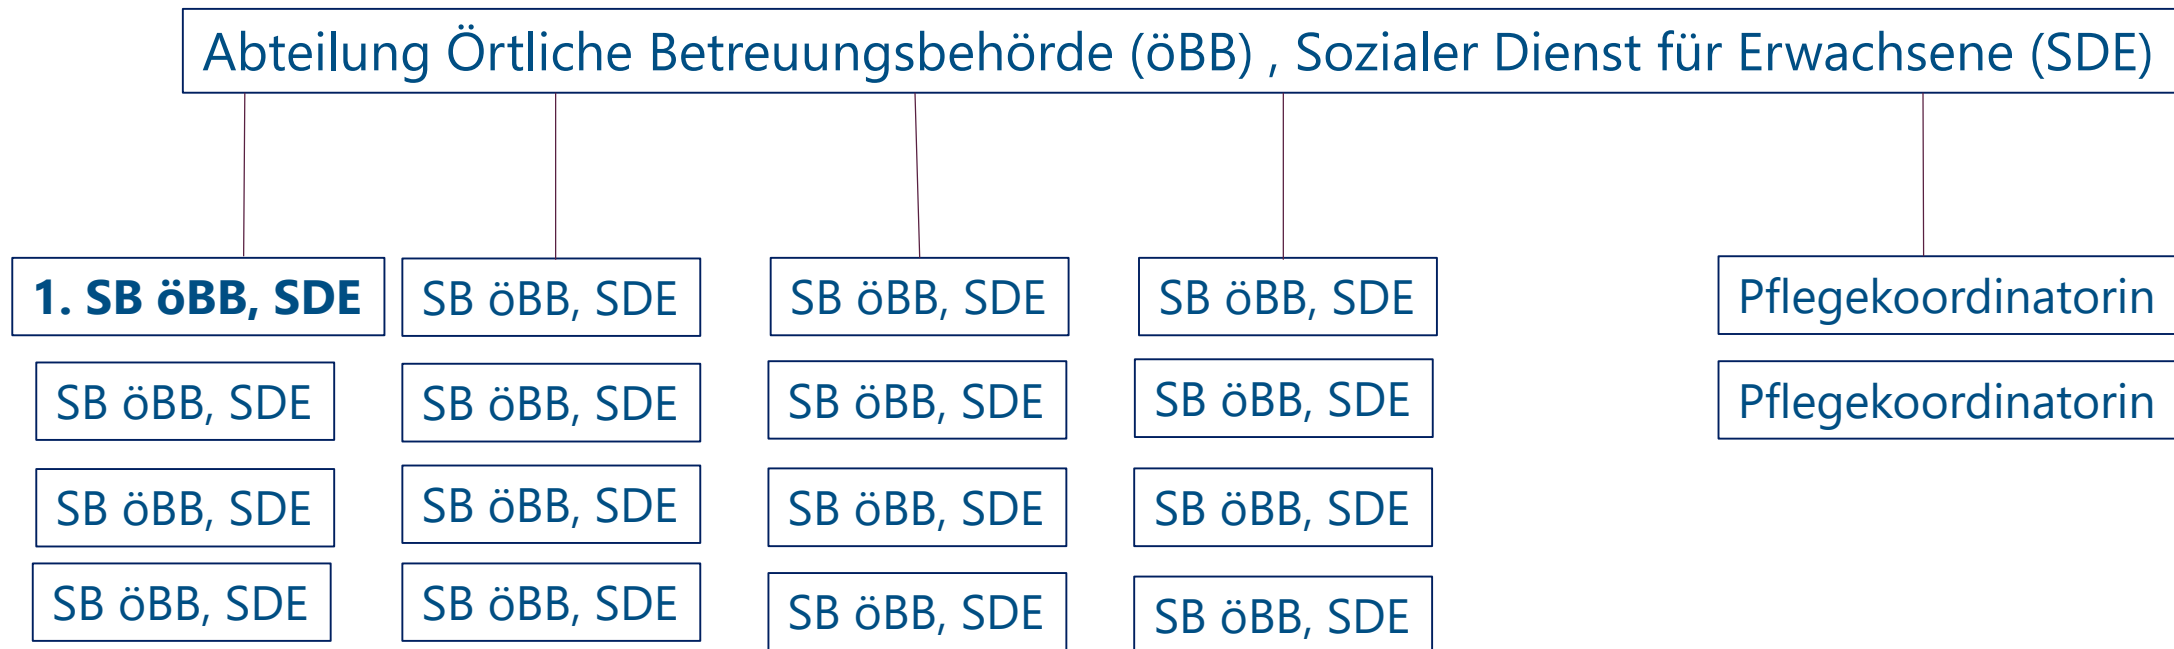 Abteilung Örtliche Betreuungsbehörde (öBB) , Sozialer Dienst für Erwachsene (SDE)
1. SB öBB, SDE
SB öBB, SDE
SB öBB, SDE
SB öBB, SDE
Pflegekoordinatorin
SB öBB, SDE
SB öBB, SDE
SB öBB, SDE
SB öBB, SDE
Pflegekoordinatorin
SB öBB, SDE
SB öBB, SDE
SB öBB, SDE
SB öBB, SDE
SB öBB, SDE
SB öBB, SDE
SB öBB, SDE
SB öBB, SDE